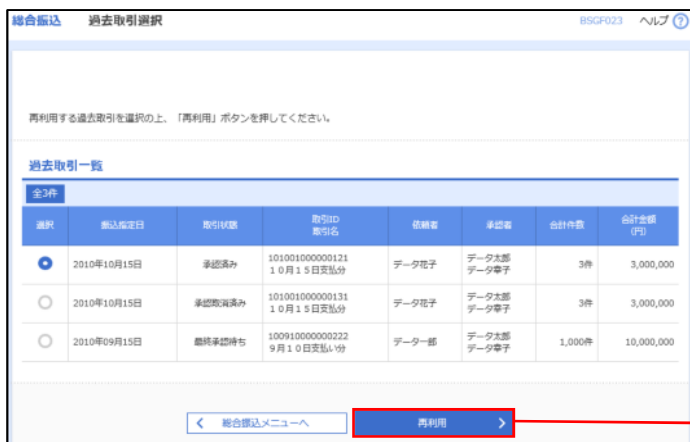 総合振込 過去取引選択 BSGF023 ヘルプ ?
再利用する過去取引を選択の上、「再利用」ボタンを押してください。
過去取引一覧
全3件
選択 振込指定日 取引状態 取引ID 依頼者 承認者 合計件数 合計金額
取引名 (円)
101001000000121 データ太郎
2010年10月15日 承認済み データ花子 3件 3,000,000
10月15日支払分 データ幸子
101001000000131 データ太郎
2010年10月15日 承認取消済み データ花子 3件 3,000,000
10月15日支払分 データ幸子
100910000000222 データ太郎
2010年09月15日 最終承認待ち データ一郎 1,000件 10,000,000
9月10日支払い分 データ幸子
総合振込メニューへ 再利用